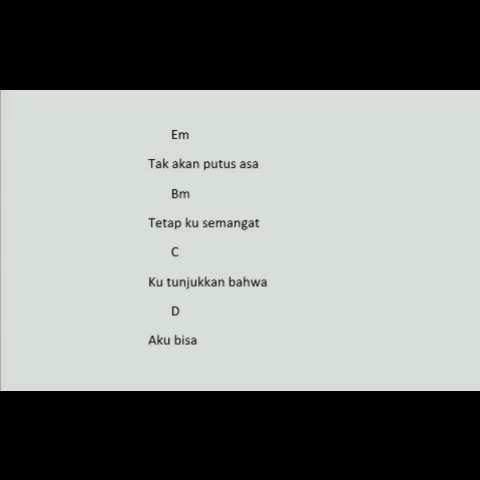 Em
Tak akan putus asa
Bm
Tetap ku semangat
C
Ku tunjukkan bahwa
D
Aku bisa